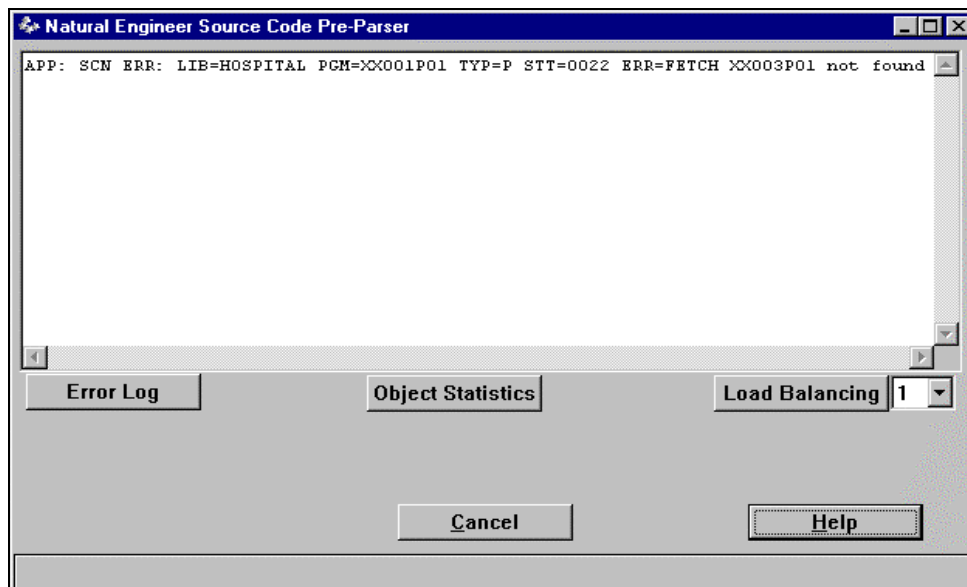 Natural Engineer Source Code Pre-Parser
APP: SCN ERR: LIB=HOSPITAL PGM=XX001P01 TYP=P STT=0022 ERR=FETCH XX003P01 not found
Error Log Object Statistics Load Balancing 1
Cancel Help